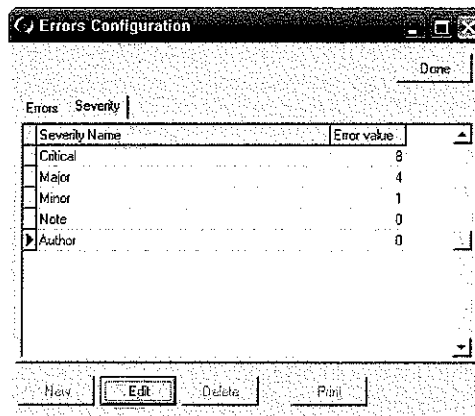 Errors Configuration
Done
Errors Severity
Severity Name Error value
Critical 8
Major 4
Minor 1
Note 0
Author 0
New Edit Delete Print